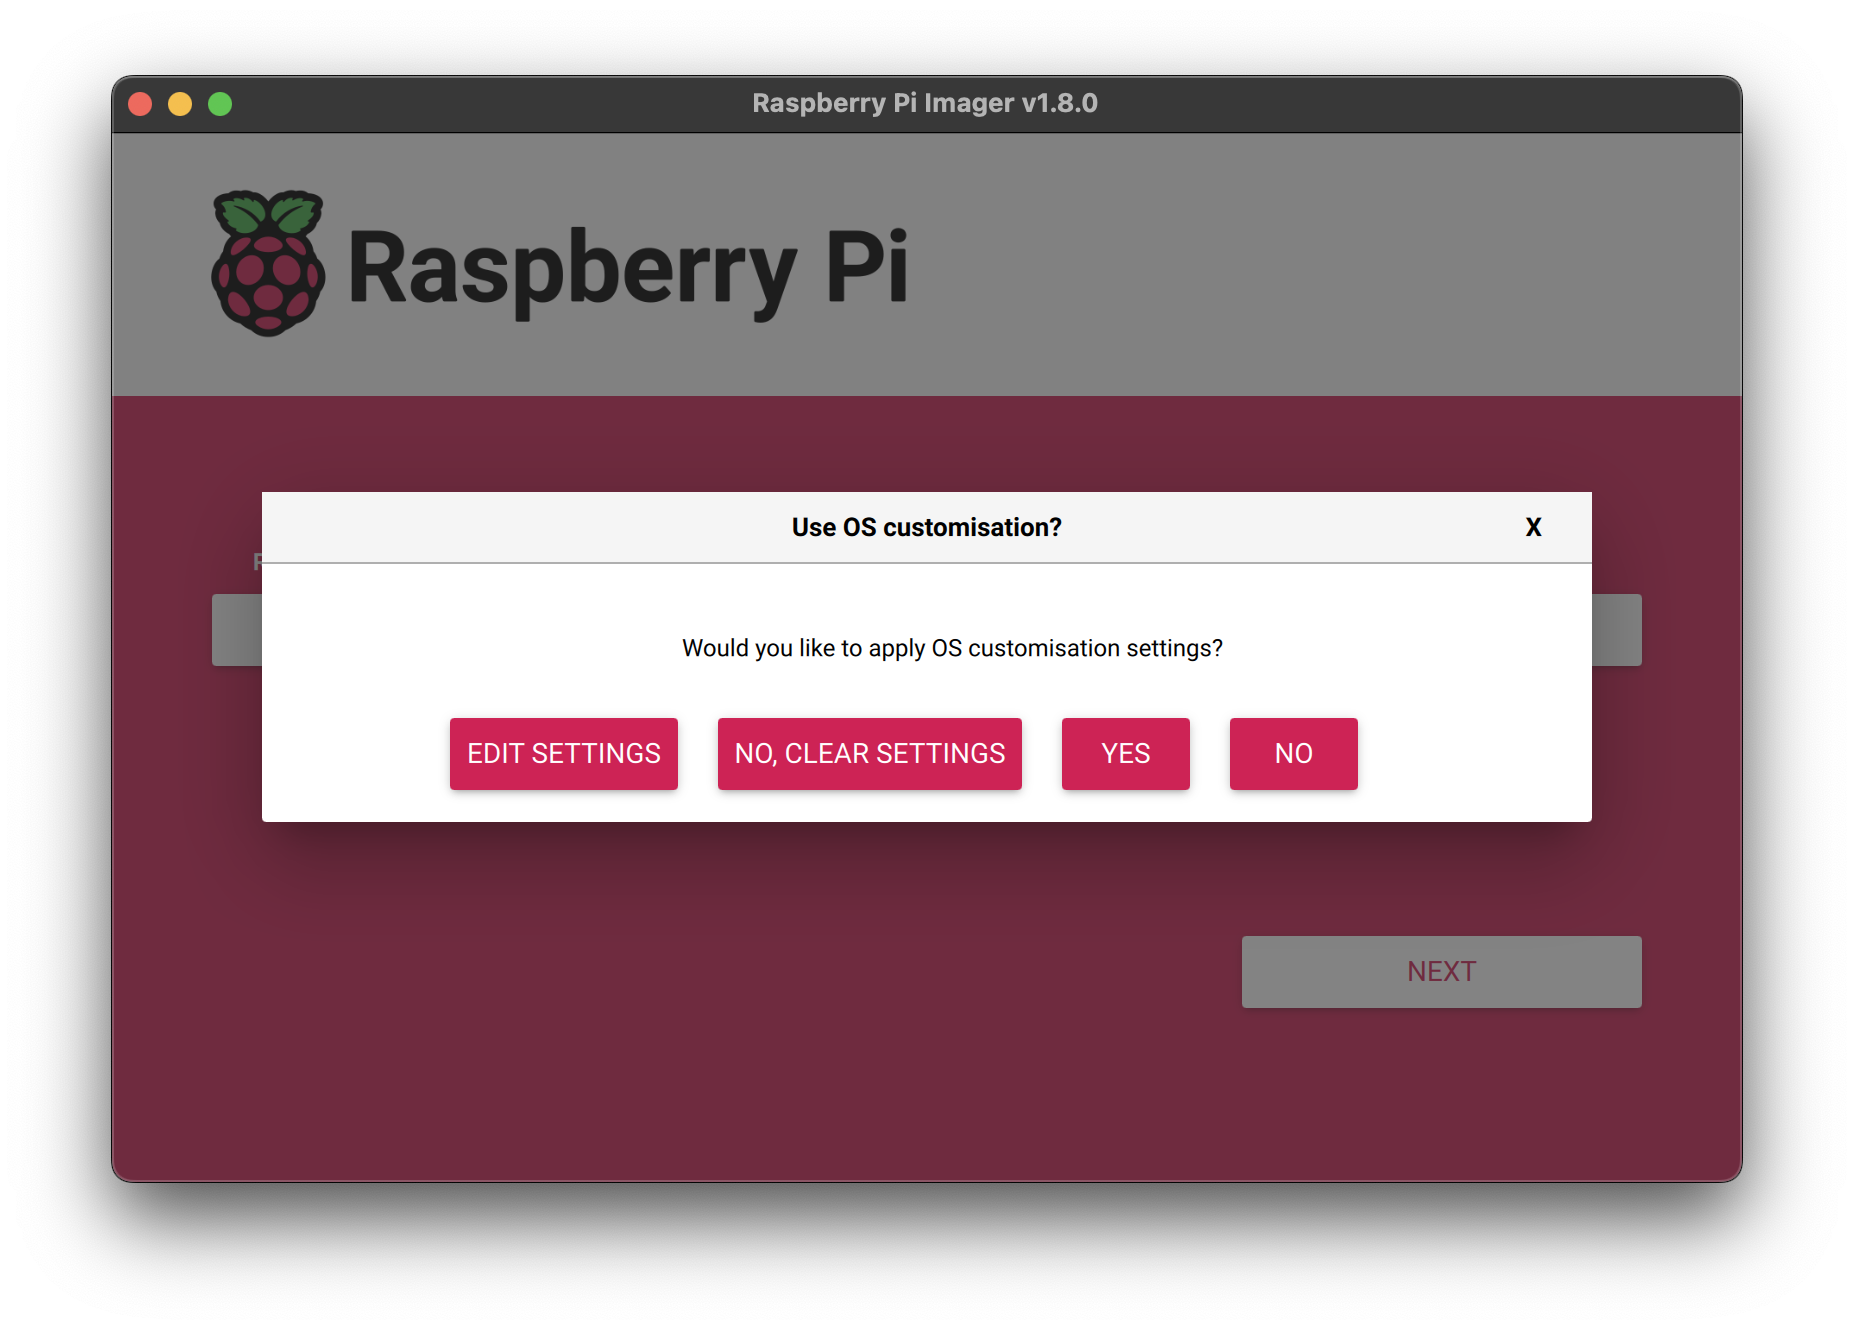 Raspberry Pi Imager v1.8.0
Raspberry Pi
Use OS customisation?
X
Would you like to apply OS customisation settings?
EDIT SETTINGS
NO, CLEAR SETTINGS
YES
NO
NEXT